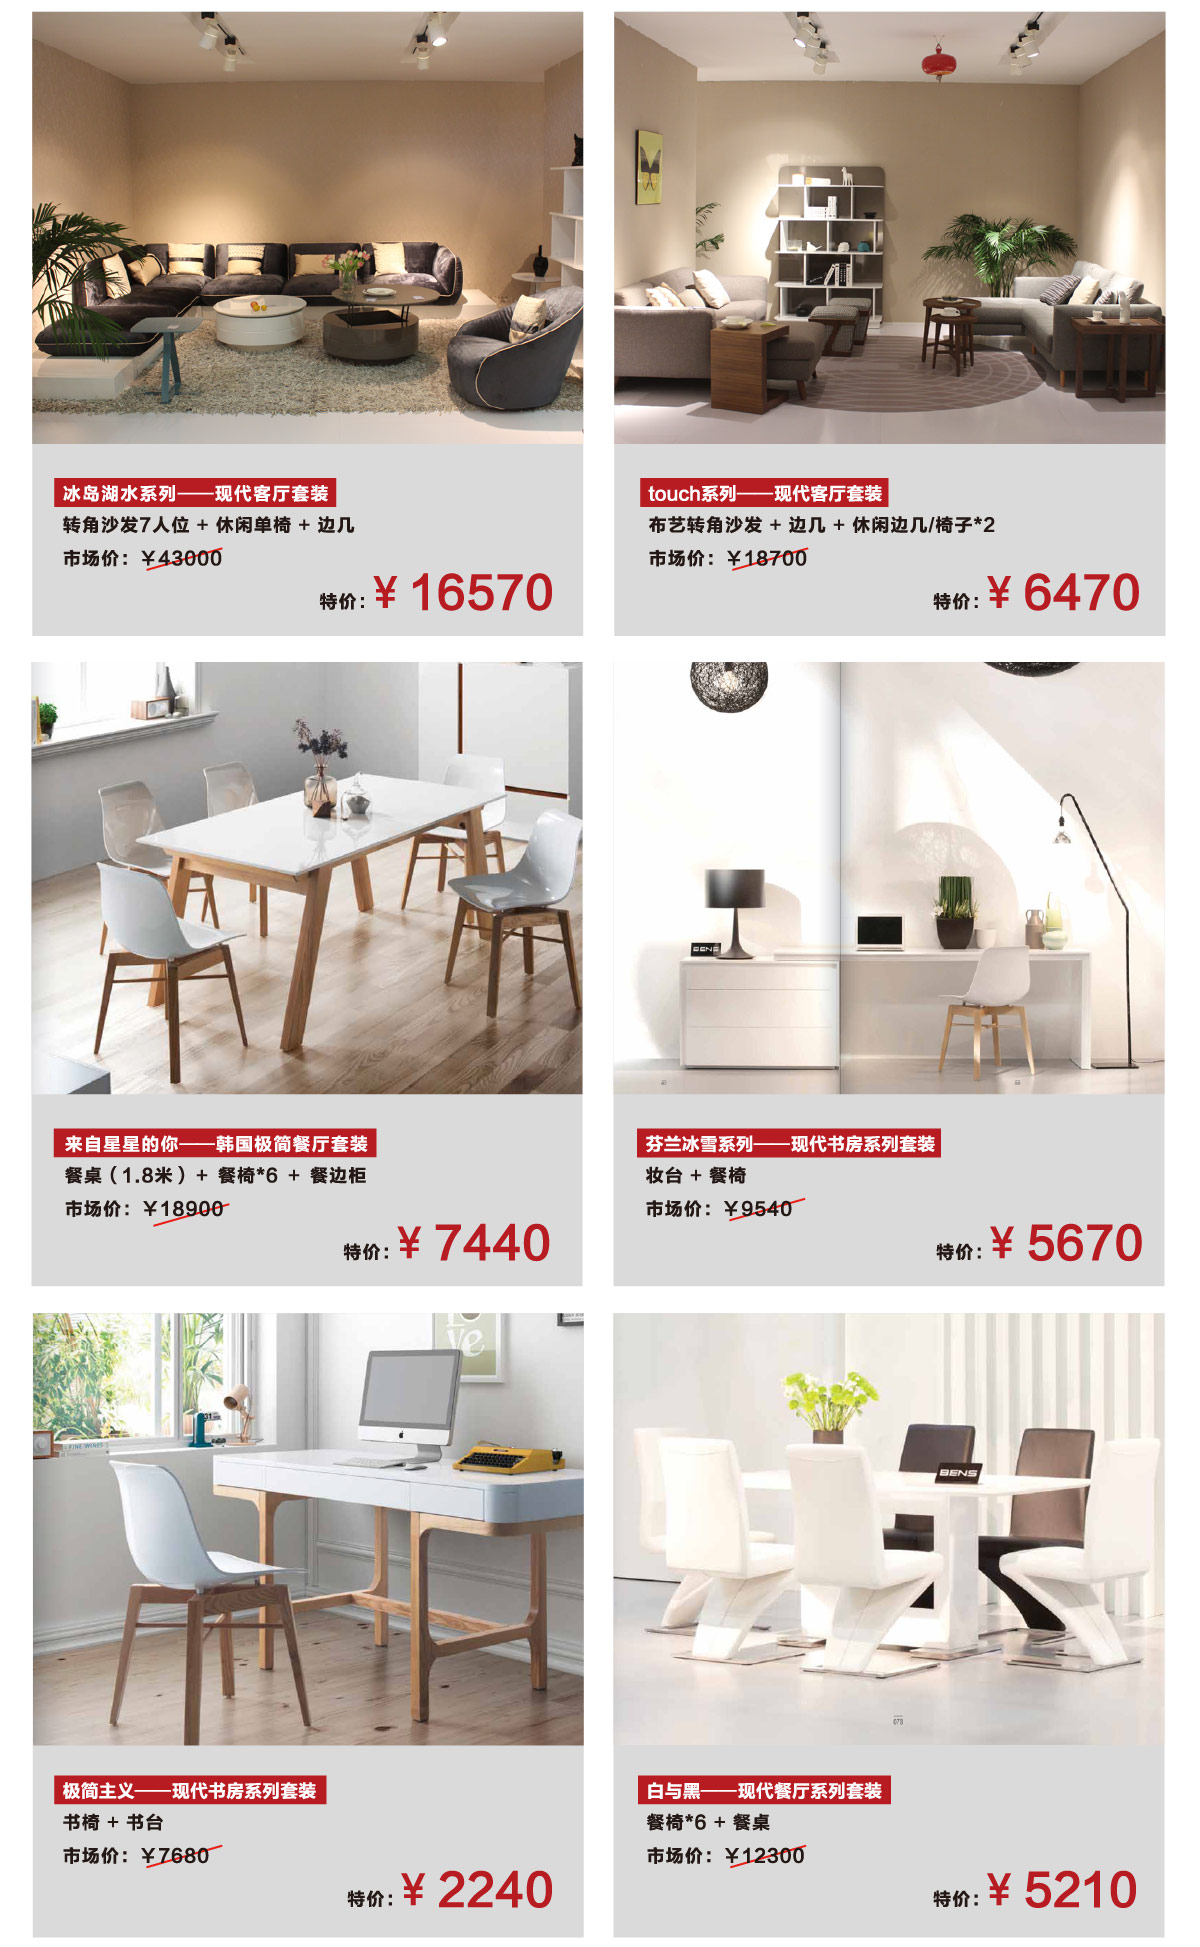 冰岛湖水系列——现代客厅套装
转角沙发7人位 + 休闲单椅 + 边几
市场价：￥43000
特价：￥ 16570
touch系列——现代客厅套装
布艺转角沙发 + 边几 + 休闲边几/椅子*2
市场价：￥18700
特价：￥ 6470
BENS
来自星星的你——韩国极简餐厅套装
餐桌（1.8米）+ 餐椅*6 + 餐边柜
市场价：￥18900
特价：￥ 7440
芬兰冰雪系列——现代书房系列套装
妆台 + 餐椅
市场价：￥9540
特价：￥ 5670
ve
31
FINE WINES
极简主义——现代书房系列套装
书椅 + 书台
市场价：￥7680
特价：￥ 2240
BENS
073
白与黑——现代餐厅系列套装
餐椅*6 + 餐桌
市场价：￥12300
特价：￥ 5210